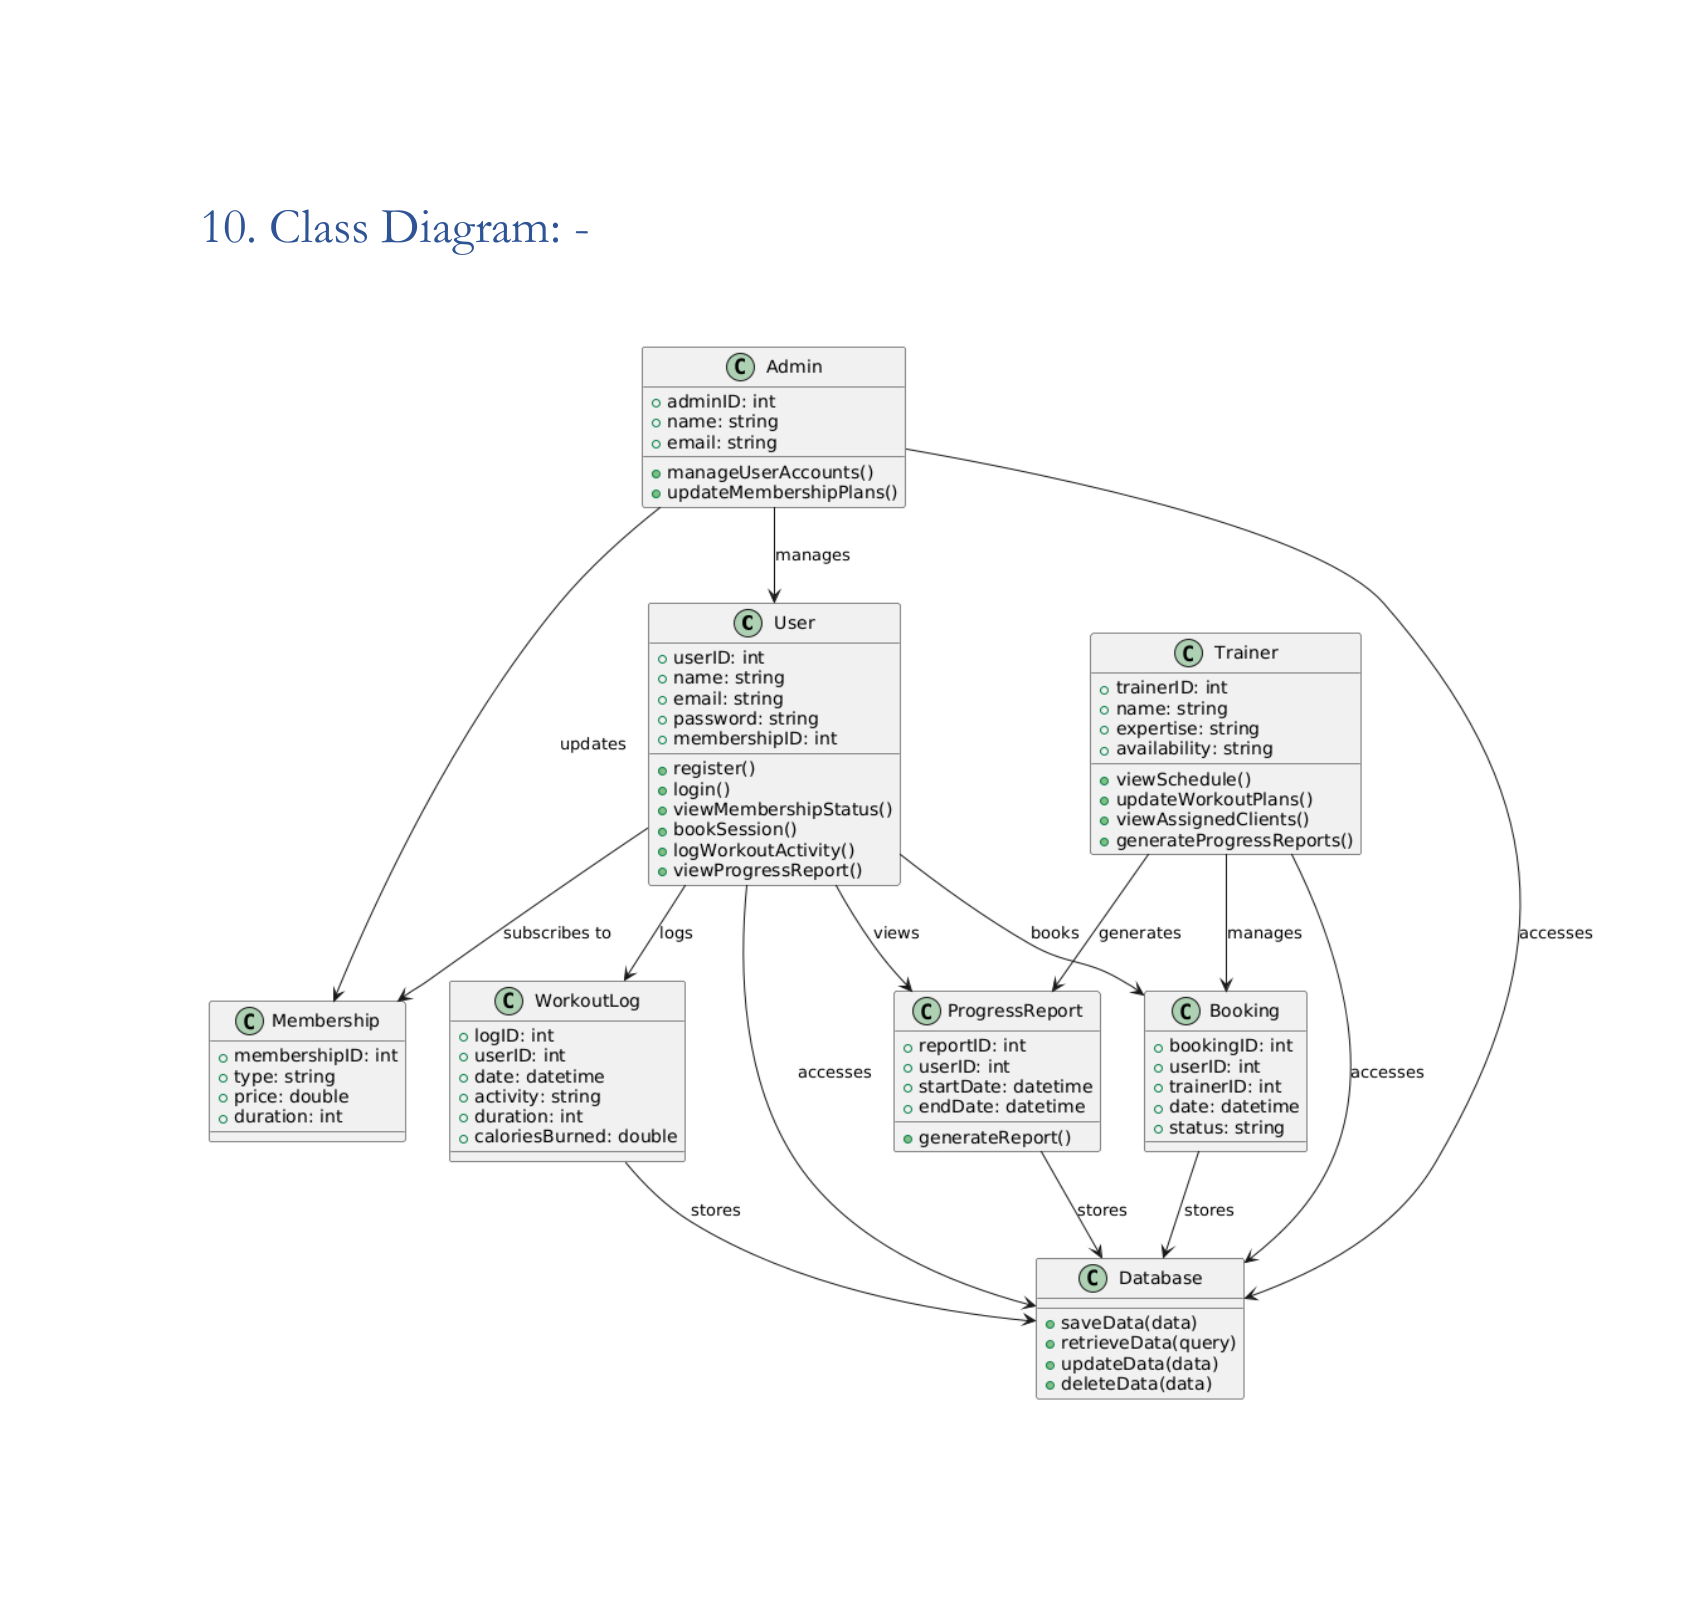 10. Class Diagram: -
C Admin
adminID: int
name: string
email: string
manageUserAccounts()
updateMembershipPlans()
manages
C User
userID: int
name: string
email: string
password: string
membershipID: int
register()
login()
viewMembershipStatus()
bookSession()
logWorkoutActivity()
viewProgressReport()
C Trainer
trainerID: int
name: string
expertise: string
availability: string
viewSchedule()
updateWorkoutPlans()
viewAssignedClients()
generateProgressReports()
updates
subscribes to
logs
views
books
generates
manages
accesses
C Membership
membershipID: int
type: string
price: double
duration: int
C WorkoutLog
logID: int
userID: int
date: datetime
activity: string
duration: int
caloriesBurned: double
accesses
C ProgressReport
reportID: int
userID: int
startDate: datetime
endDate: datetime
generateReport()
C Booking
bookingID: int
userID: int
trainerID: int
date: datetime
status: string
accesses
stores
stores
stores
C Database
saveData(data)
retrieveData(query)
updateData(data)
deleteData(data)